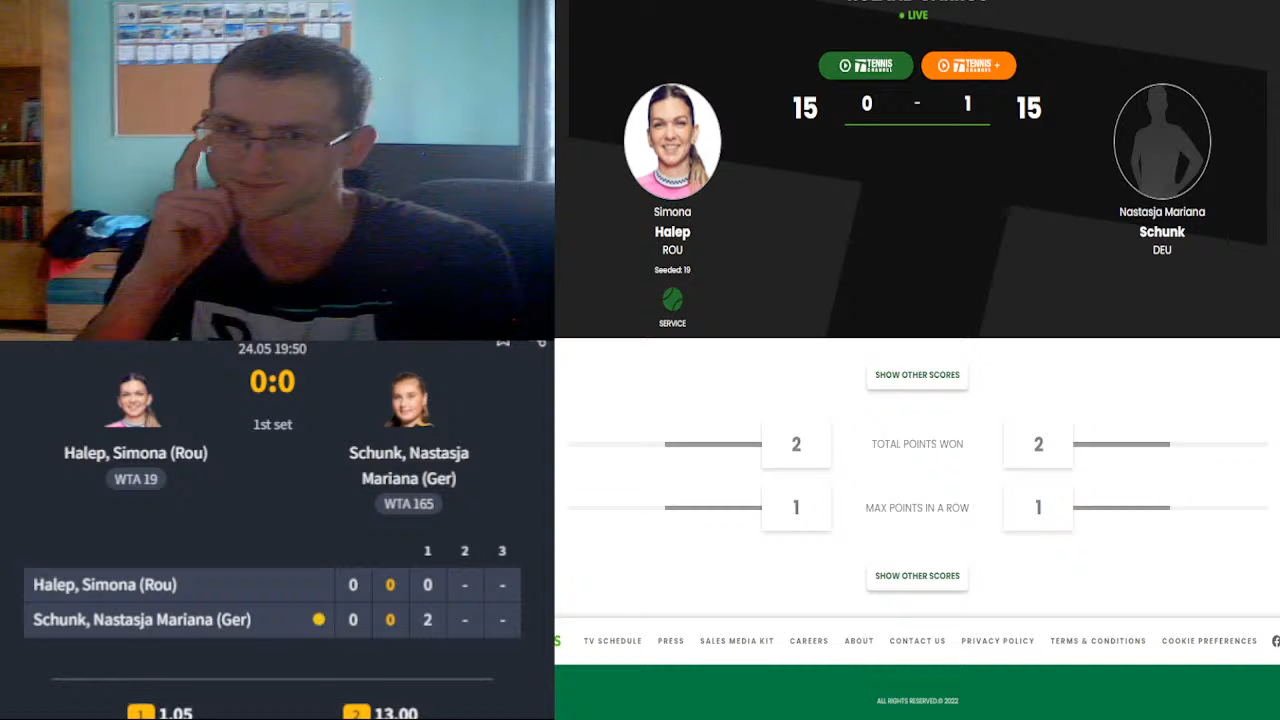 • LIVE
TENNIS CHANNEL
TENNIS CHANNEL +
15 0 - 1 15
Simona
Halep
ROU
Seeded: 19
SERVICE
Nastasja Mariana
Schunk
DEU
SHOW OTHER SCORES
2 TOTAL POINTS WON 2
1 MAX POINTS IN A ROW 1
SHOW OTHER SCORES
TV SCHEDULE PRESS SALES MEDIA KIT CAREERS ABOUT CONTACT US PRIVACY POLICY TERMS & CONDITIONS COOKIE PREFERENCES
ALL RIGHTS RESERVED.© 2022
24.05 19:50
0:0
1st set
Halep, Simona (Rou)
WTA 19
Schunk, Nastasja
Mariana (Ger)
WTA 165
1 2 3
Halep, Simona (Rou) 0 0 0 - -
Schunk, Nastasja Mariana (Ger) 0 0 2 - -
1 1.05
2 13.00